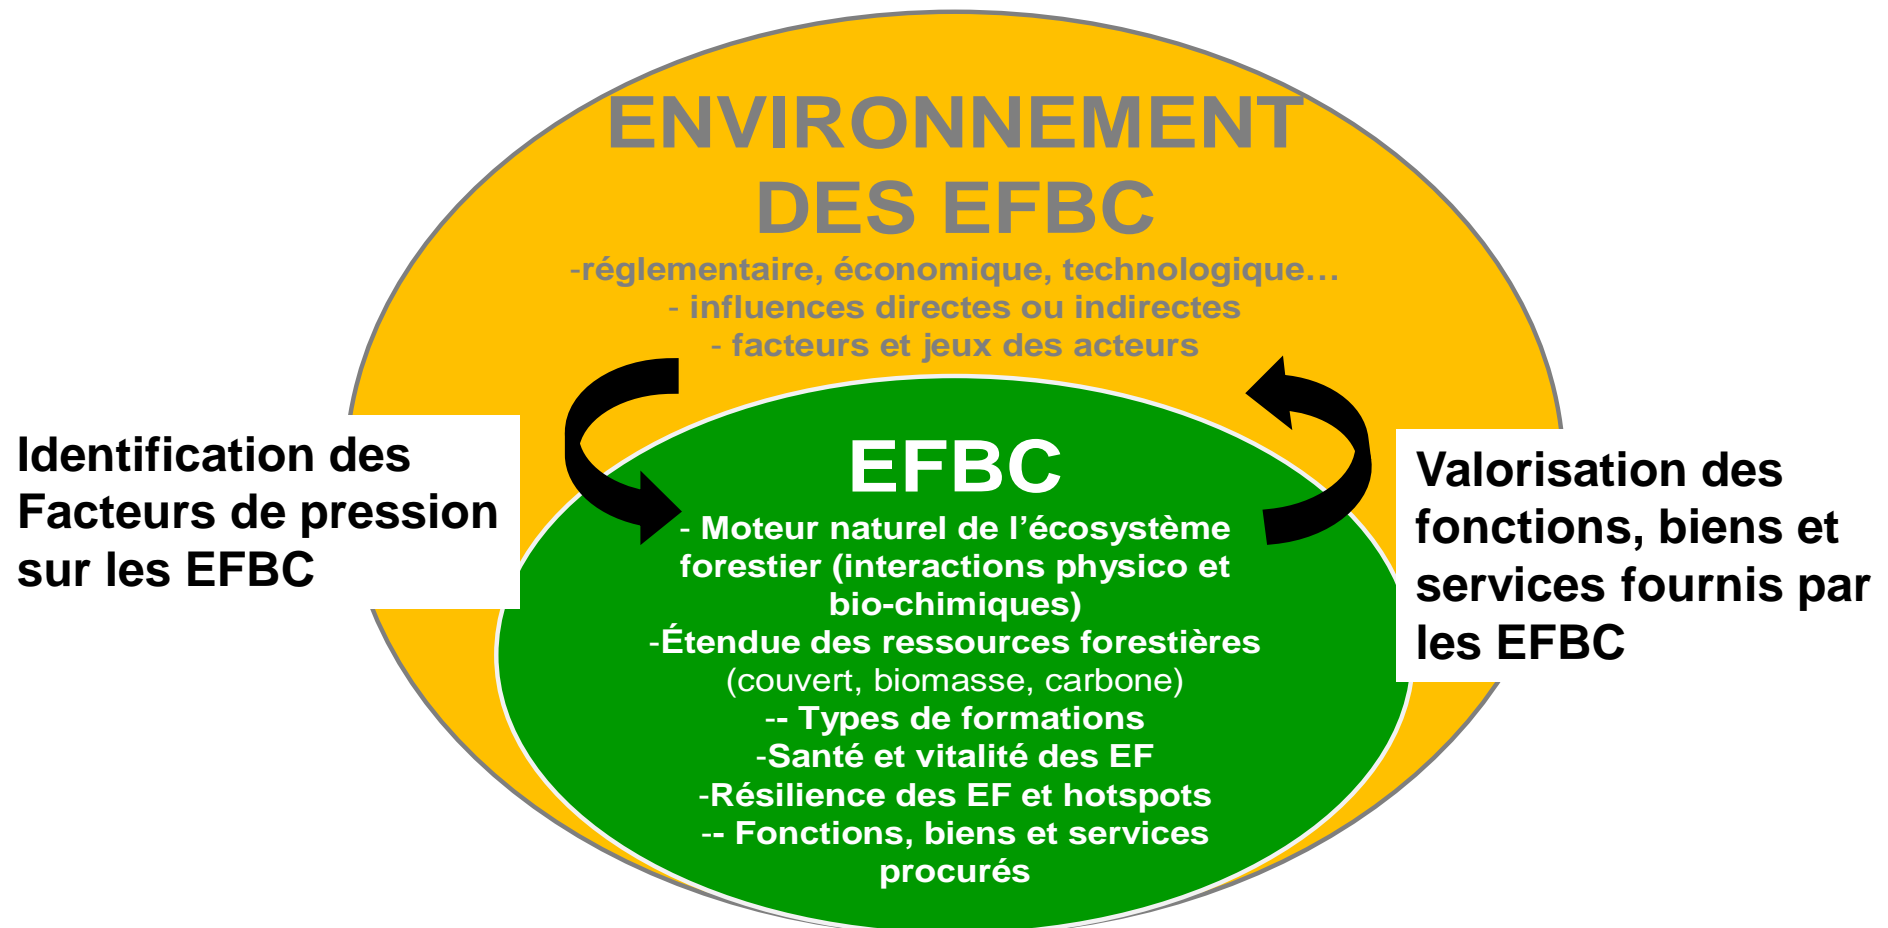 ENVIRONNEMENT
DES EFBC
-réglementaire, économique, technologique…
- influences directes ou indirectes
- facteurs et jeux des acteurs
Identification des
Facteurs de pression
sur les EFBC
EFBC
- Moteur naturel de l’écosystème
forestier (interactions physico et
bio-chimiques)
-Étendue des ressources forestières
(couvert, biomasse, carbone)
-- Types de formations
-Santé et vitalité des EF
-Résilience des EF et hotspots
-- Fonctions, biens et services
procurés
Valorisation des
fonctions, biens et
services fournis par
les EFBC